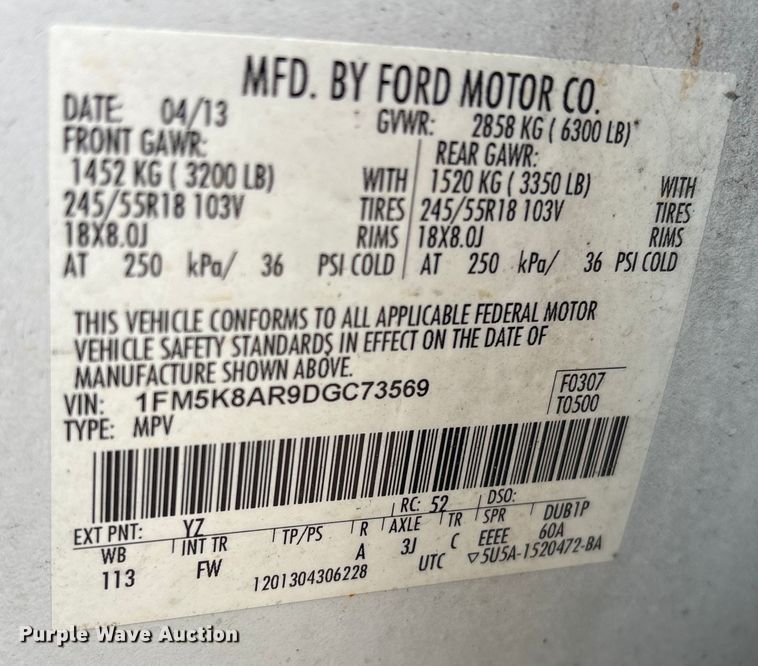 MFD. BY FORD MOTOR CO.
DATE: 04/13 GVWR: 2858 KG ( 6300 LB)*
FRONT GAWR: REAR GAWR:
1452 KG ( 3200 LB) WITH 1520 KG ( 3350 LB) WITH
245/55R18 103V TIRES 245/55R18 103V TIRES
18X8.0J RIMS 18X8.0J RIMS
AT 250 kPa/ 36 PSI COLD AT 250 kPa/ 36 PSI COLD
THIS VEHICLE CONFORMS TO ALL APPLICABLE FEDERAL MOTOR
VEHICLE SAFETY STANDARDS IN EFFECT ON THE DATE OF
MANUFACTURE SHOWN ABOVE.
VIN: 1FM5K8AR9DGC73569 F0307
TYPE: MPV T0500
EXT PNT: YZ RC: 52 DSO:
WB INT TR TP/PS R AXLE TR SPR DUB1P
113 FW A 3J C EEEE 60A
1201304306228 UTC ▽5U5A-1520472-BA
Purple Wave Auction